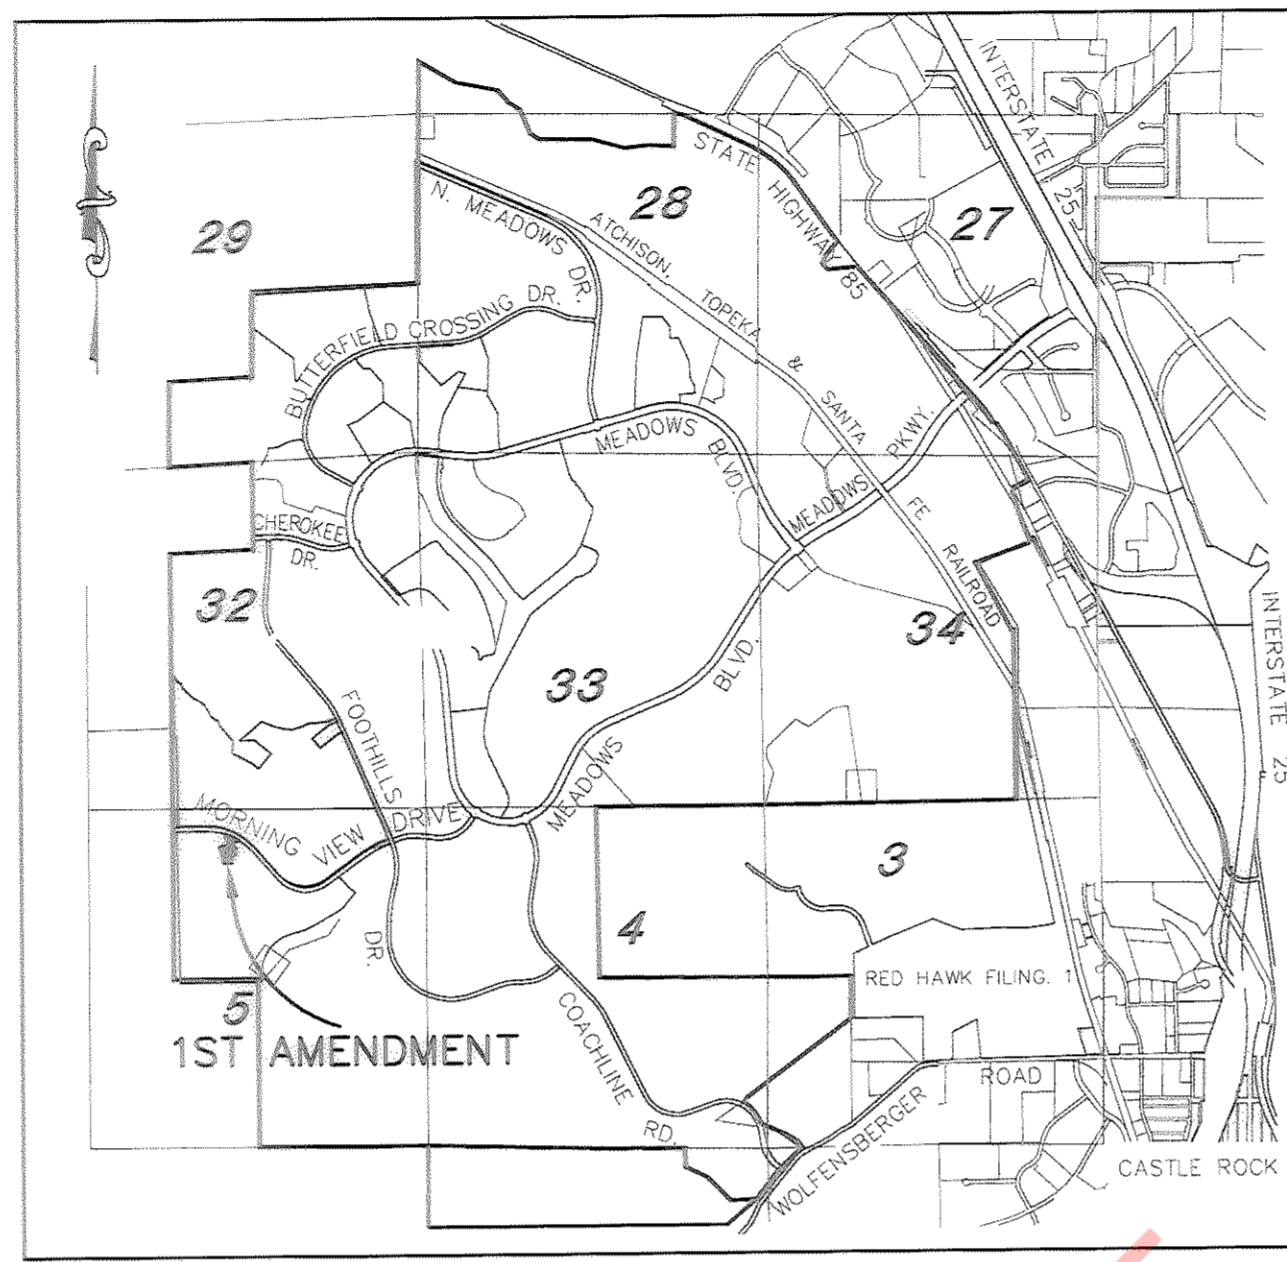 INTERSTATE 25
STATE HIGHWAY 85
28
27
29
N. MEADOWS DR.
ATCHISON, TOPEKA & SANTA FE RAILROAD
BUTTERFIELD CROSSING DR.
MEADOWS BLVD.
MEADOWS PKWY.
CHEROKEE
DR.
32
34
33
INTERSTATE 25
FOOTHILLS
MEADOWS BLVD.
MORNING VIEW DRIVE
3
4
DR.
RED HAWK FILING. 1
5
1ST AMENDMENT
COACHLINE RD.
WOLFENSBERGER ROAD
CASTLE ROCK